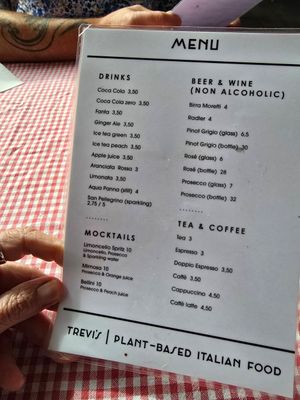 MENU
DRINKS
Coca Cola 3,50
Coca Cola zero 3,50
Fanta 3,50
Ginger Ale 3,50
Ice tea green 3,50
Ice tea peach 3,50
Apple juice 3,50
Aranciata Rossa 3
Limonata 3,50
Aqua Panna (still) 4
San Pellegrino (sparkling)
2,75 / 5
MOCKTAILS
Limoncello Spritz 10
Limoncello, Prosecco
& Sparkling water
Mimosa 10
Prosecco & Orange juice
Bellini 10
Prosecco & Peach juice
BEER & WINE
(NON ALCOHOLIC)
Birra Moretti 4
Radler 4
Pinot Grigio (glass) 6.5
Pinot Grigio (bottle) 30
Rosé (glass) 6
Rosé (bottle) 28
Prosecco (glass) 7
Prosecco (bottle) 32
TEA & COFFEE
Tea 3
Espresso 3
Doppio Espresso 3,50
Caffè 3,50
Cappuccino 4,50
Caffè latte 4,50
TREVI'S | PLANT-BASED ITALIAN FOOD